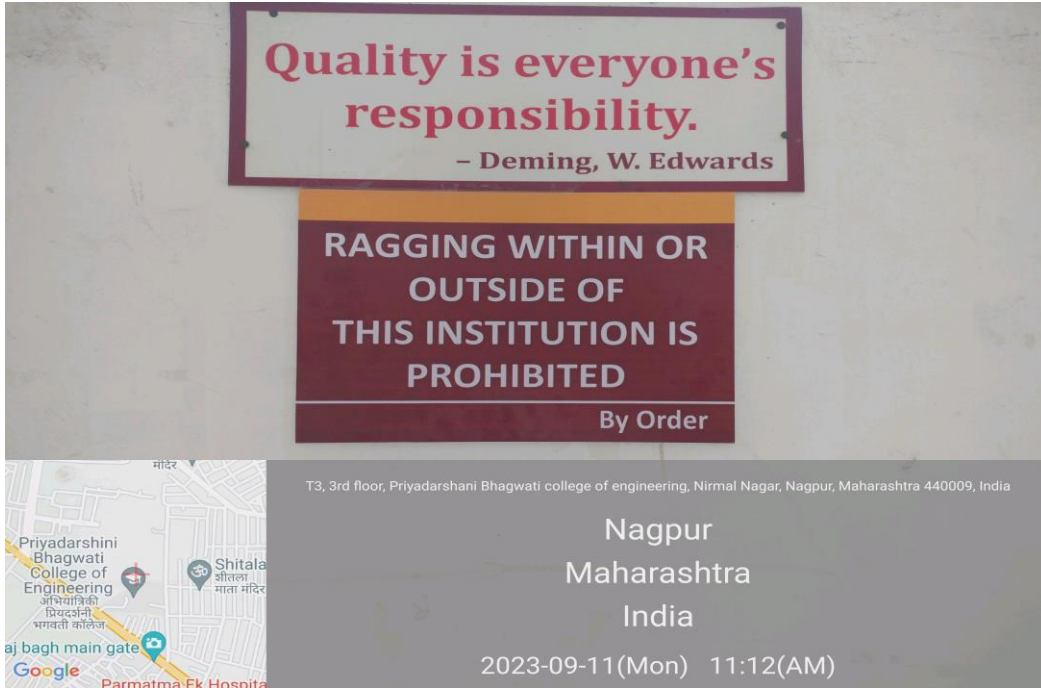 Quality is everyone's
responsibility.
– Deming, W. Edwards
RAGGING WITHIN OR
OUTSIDE OF
THIS INSTITUTION IS
PROHIBITED
By Order
मंदिर
Priyadarshini
Bhagwati
College of
Engineering
अभियांत्रिकी
प्रियदर्शनी
भगवती कॉलेज
Shitala
शीतला
माता मंदिर
aj bagh main gate
Google
Parmatma Ek Hospita
T3, 3rd floor, Priyadarshani Bhagwati college of engineering, Nirmal Nagar, Nagpur, Maharashtra 440009, India
Nagpur
Maharashtra
India
2023-09-11(Mon) 11:12(AM)